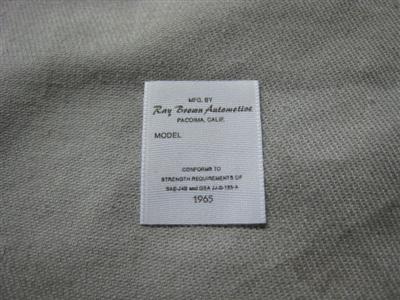 MFG. BY
Ray Brown Automotive
PACOIMA, CALIF.
MODEL
CONFORMS TO
STRENGTH REQUIREMENTS OF
SAE-J4B and GSA JJ-B-185-A
1965